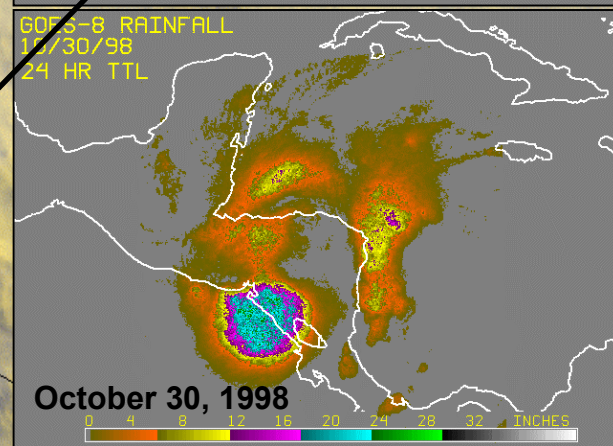 GOES-8 RAINFALL
10/30/98
24 HR TTL
October 30, 1998
0 4 8 12 16 20 24 28 32 INCHES